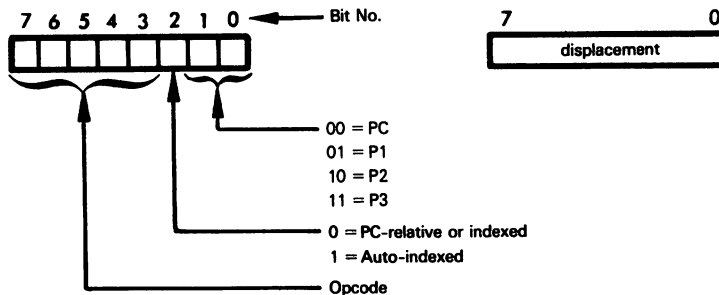 7 6 5 4 3 2 1 0 Bit No.
7 0
displacement
00 = PC
01 = P1
10 = P2
11 = P3
0 = PC-relative or indexed
1 = Auto-indexed
Opcode